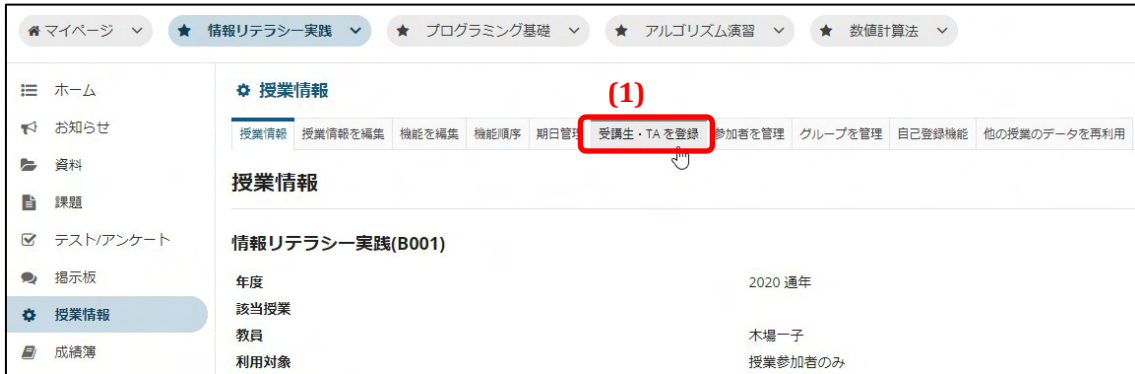 マイページ 情報リテラシー実践 プログラミング基礎 アルゴリズム演習 数値計算法
ホーム
お知らせ
資料
課題
テスト/アンケート
掲示板
授業情報
成績簿
授業情報
(1)
授業情報 授業情報を編集 機能を編集 機能順序 期日管理 受講生・TAを登録 参加者を管理 グループを管理 自己登録機能 他の授業のデータを再利用
授業情報
情報リテラシー実践(B001)
年度 2020 通年
該当授業
教員 木場一子
利用対象 授業参加者のみ